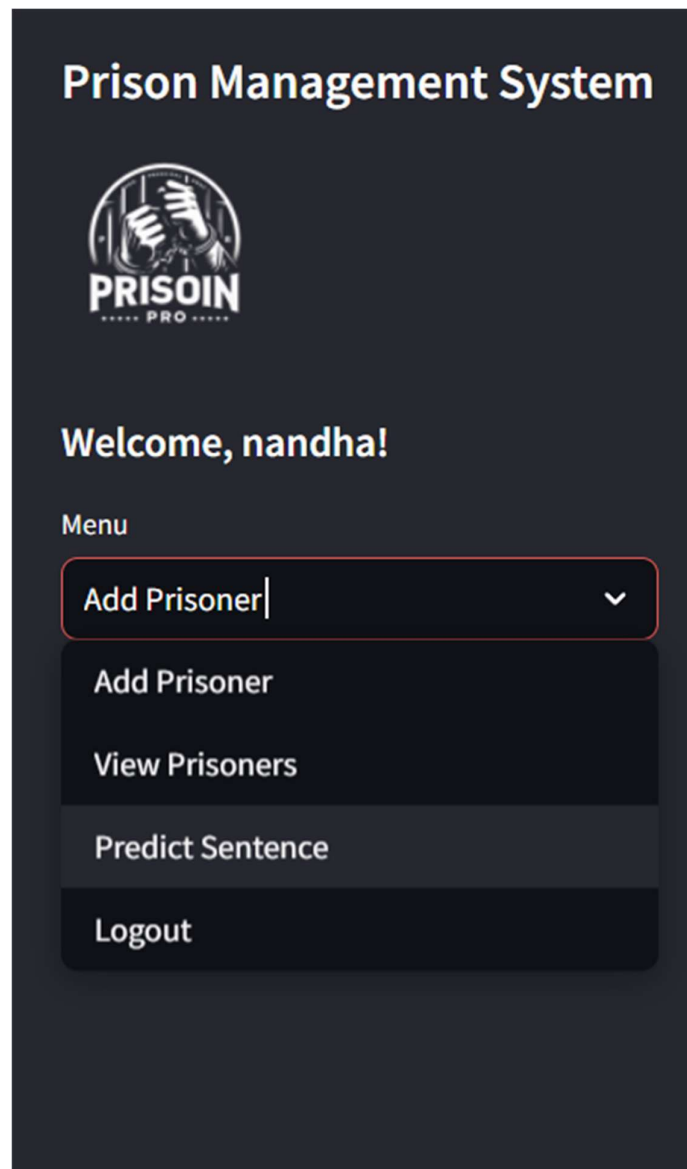 Prison Management System
PRISOIN
PRO
Welcome, nandha!
Menu
Add Prisoner
Add Prisoner
View Prisoners
Predict Sentence
Logout